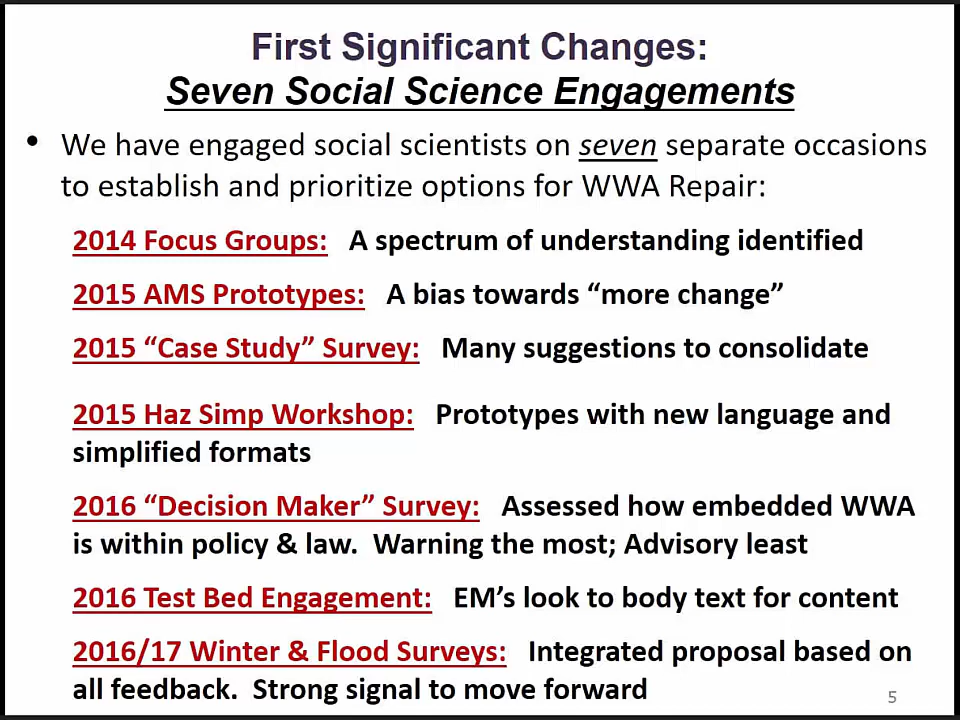 First Significant Changes:
Seven Social Science Engagements
• We have engaged social scientists on seven separate occasions
to establish and prioritize options for WWA Repair:
2014 Focus Groups: A spectrum of understanding identified
2015 AMS Prototypes: A bias towards “more change”
2015 “Case Study” Survey: Many suggestions to consolidate
2015 Haz Simp Workshop: Prototypes with new language and
simplified formats
2016 “Decision Maker” Survey: Assessed how embedded WWA
is within policy & law. Warning the most; Advisory least
2016 Test Bed Engagement: EM’s look to body text for content
2016/17 Winter & Flood Surveys: Integrated proposal based on
all feedback. Strong signal to move forward
5